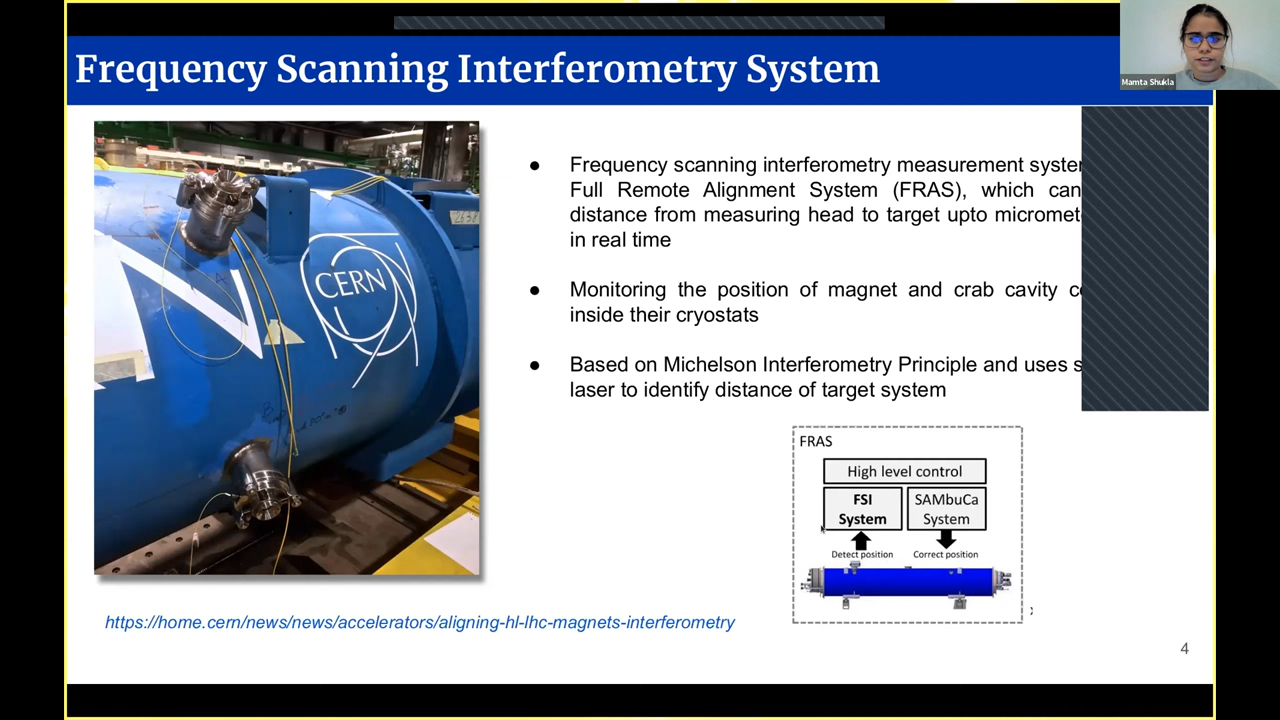 Frequency Scanning Interferometry System
Mamta Shukla
Frequency scanning interferometry measurement
Full Remote Alignment System (FRAS), which can
distance from measuring head to target upto
in real time
Monitoring the position of magnet and crab cavity
inside their cryostats
Based on Michelson Interferometry Principle and uses
laser to identify distance of target system
CERN
FRAS
High level control
FSI
System
SAMbuCa
System
Detect position
Correct position
https://home.cern/news/news/accelerators/aligning-hl-lhc-magnets-interferometry
4